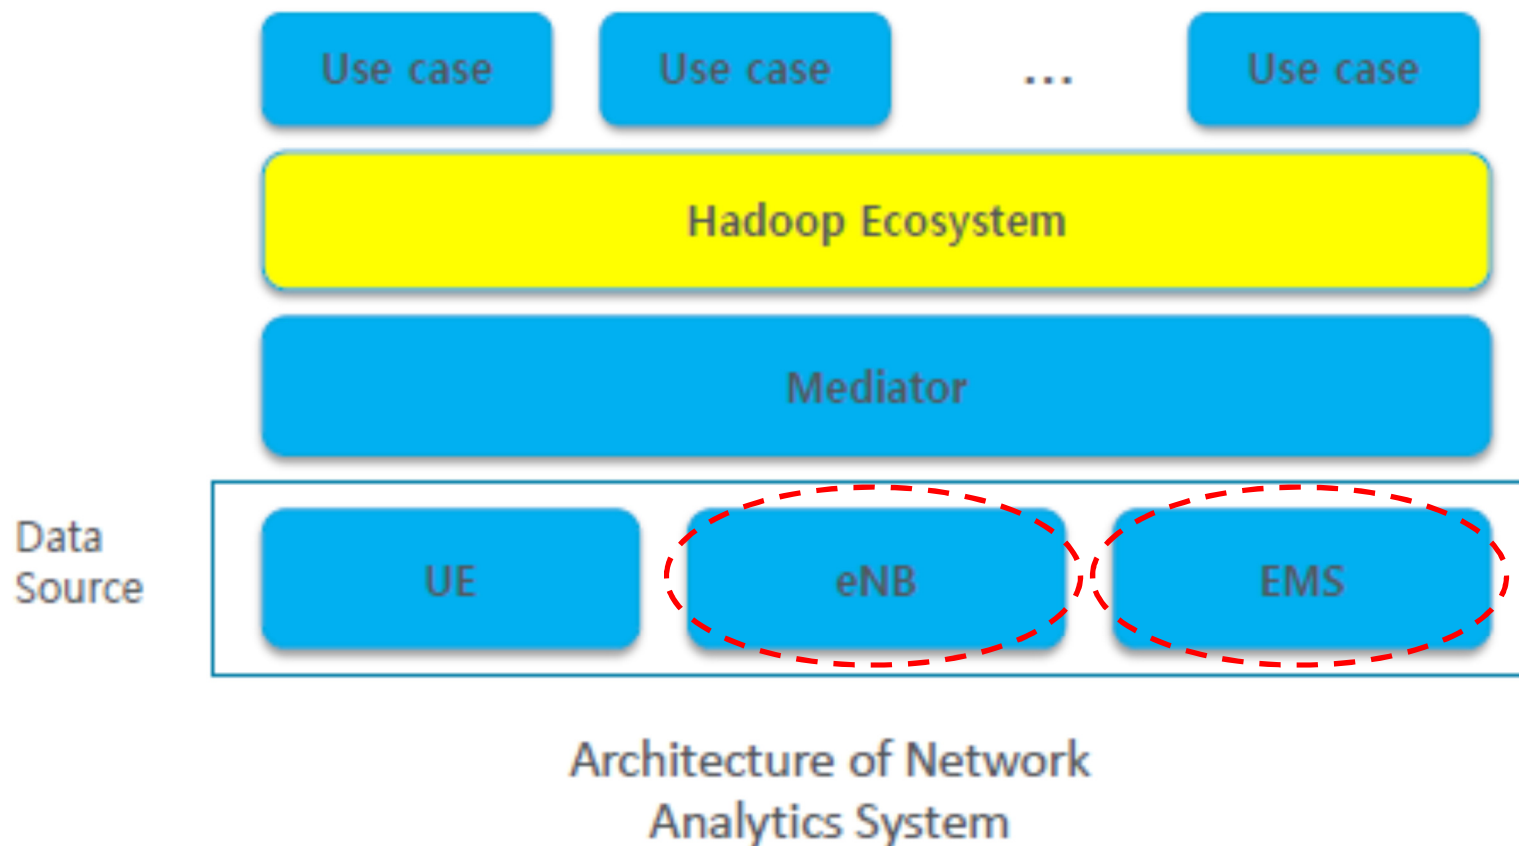 Use case Use case ... Use case
Hadoop Ecosystem
Mediator
Data
Source
UE eNB EMS
Architecture of Network
Analytics System